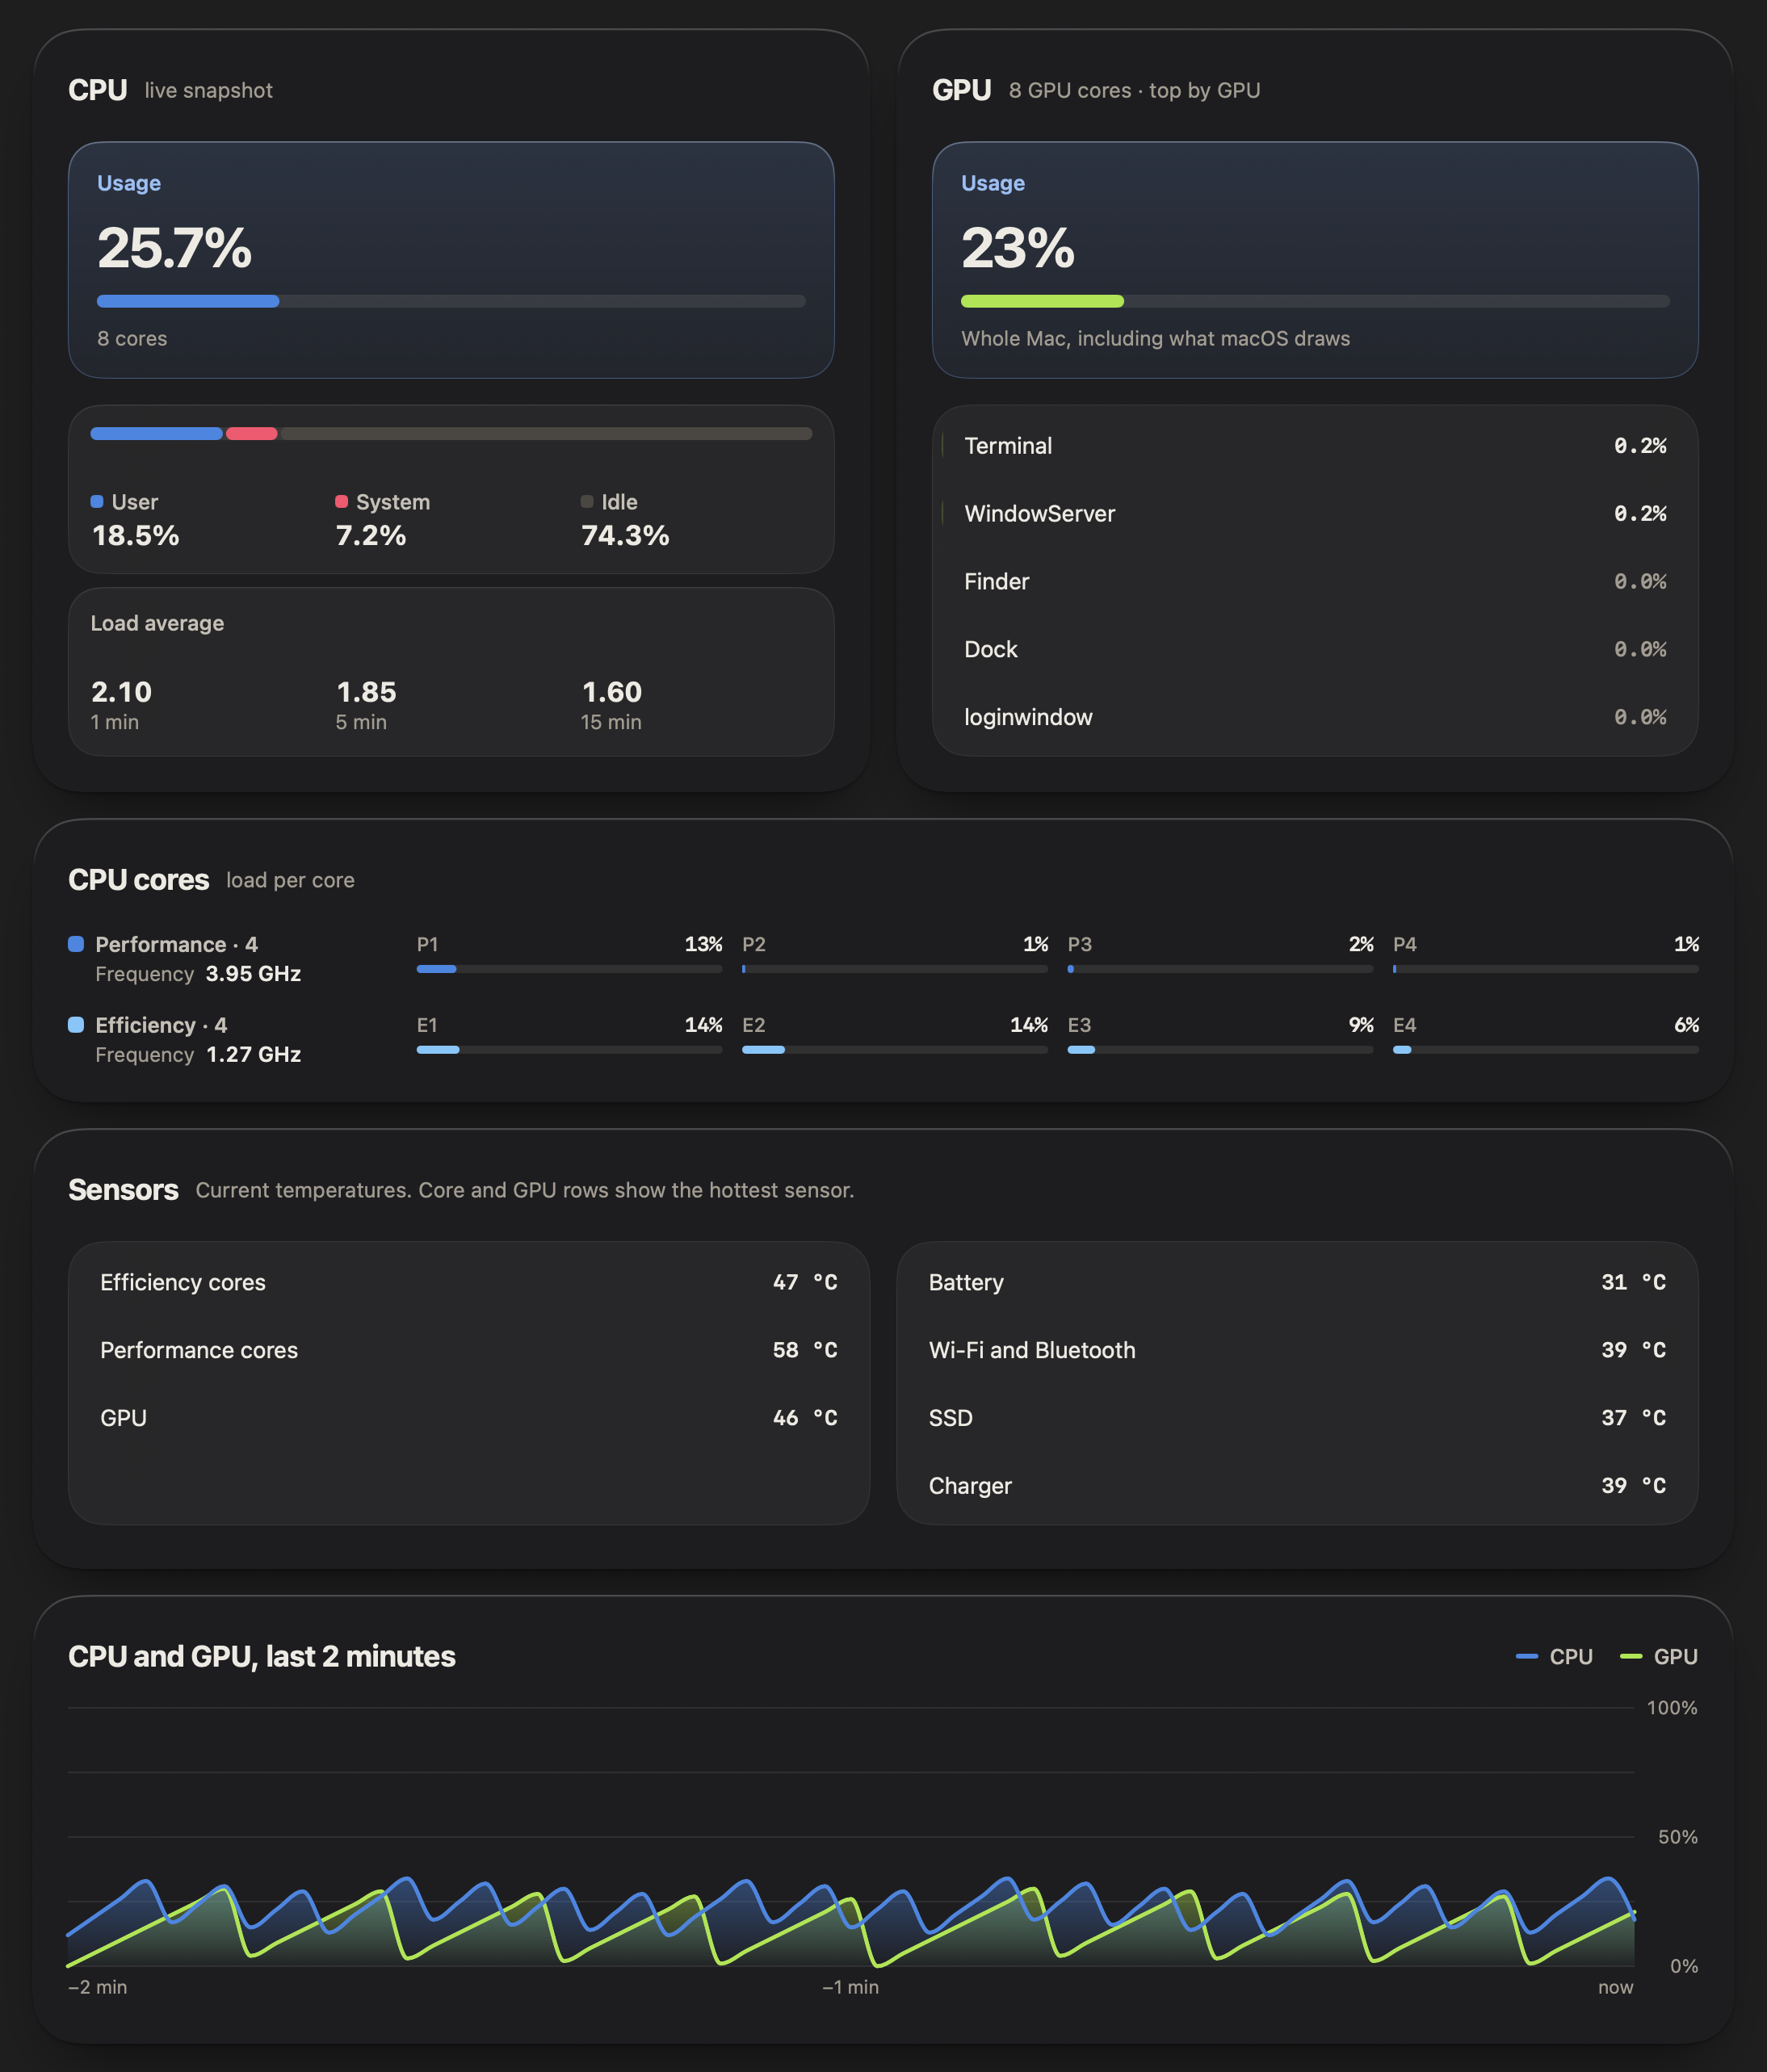 CPU live snapshot
Usage
25.7%
8 cores
User System Idle
18.5% 7.2% 74.3%
Load average
2.10 1.85 1.60
1 min 5 min 15 min
GPU 8 GPU cores · top by GPU
Usage
23%
Whole Mac, including what macOS draws
Terminal 0.2%
WindowServer 0.2%
Finder 0.0%
Dock 0.0%
loginwindow 0.0%
CPU cores load per core
Performance · 4 P1 13% P2 1% P3 2% P4 1%
Frequency 3.95 GHz
Efficiency · 4 E1 14% E2 14% E3 9% E4 6%
Frequency 1.27 GHz
Sensors Current temperatures. Core and GPU rows show the hottest sensor.
Efficiency cores 47 °C
Performance cores 58 °C
GPU 46 °C
Battery 31 °C
Wi-Fi and Bluetooth 39 °C
SSD 37 °C
Charger 39 °C
CPU and GPU, last 2 minutes CPU GPU
100%
50%
0%
−2 min −1 min now